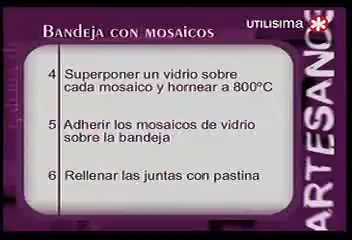 BANDEJA CON MOSAICOS
UTILISIMA
4 Superponer un vidrio sobre
cada mosaico y hornear a 800ºC
5 Adherir los mosaicos de vidrio
sobre la bandeja
6 Rellenar las juntas con pastina
ARTESANO